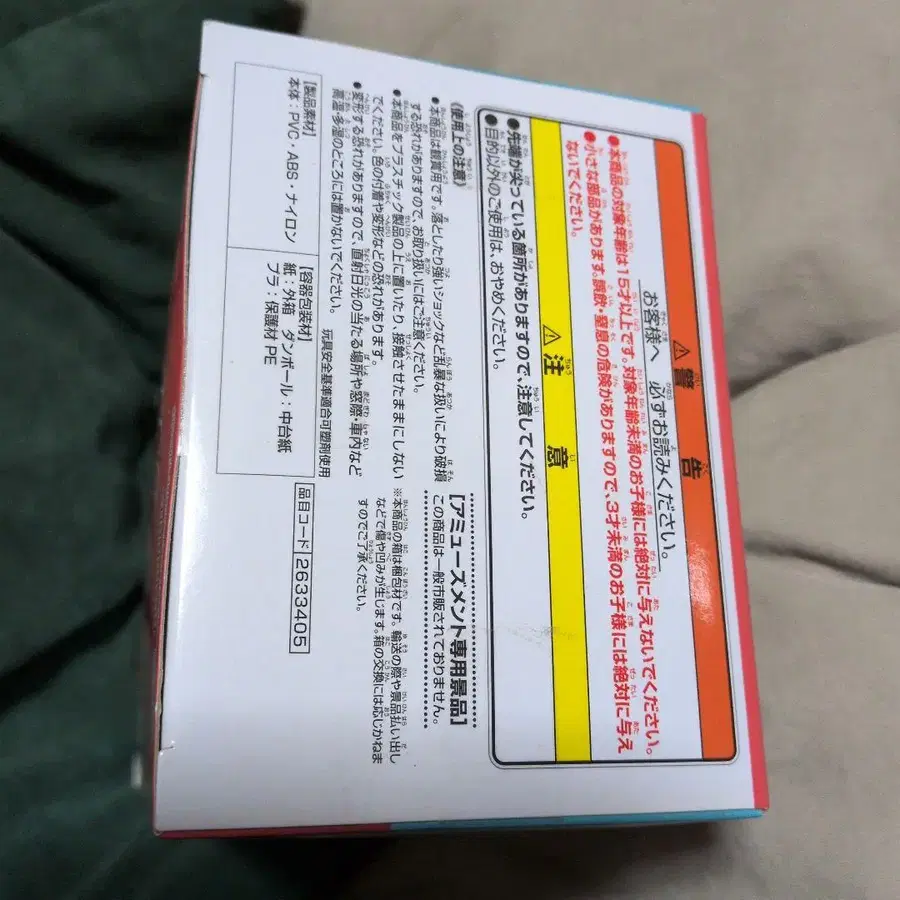 ⚠警告
お客様へ 必ずお読みください。
●本商品の対象年齢は15才以上です。対象年齢未満のお子様には絶対に与えないでください。
●小さな部品があります。誤飲・窒息の危険がありますので、3才未満のお子様には絶対に与え
ないでください。
⚠注意
●先端が尖っている箇所がありますので、注意してください。
●目的以外のご使用は、おやめください。
《使用上の注意》
●本商品は観賞用です。落としたり強いショックなど乱暴な扱いにより破損
する恐れがありますので、お取り扱いにはご注意ください。
●本商品をプラスチック製品の上に置いたり、接触させたままにしない
でください。色の付着や変形などの恐れがあります。
●変形する恐れがありますので、直射日光の当たる場所や窓際・車内など
高温・多湿のところには置かないでください。
玩具安全基準適合可塑剤使用
【アミューズメント専用景品】
この商品は一般市販されておりません。
※本商品の箱は梱包材です。輸送の際や景品払い出し
などで傷や凹みが生じます。箱の交換には応じかねま
すのでご了承ください。
【製品素材】
本体:PVC・ABS・ナイロン
【容器包装材】
紙:外箱 ダンボール:中台紙
プラ:保護材 PE
品目コード 2633405